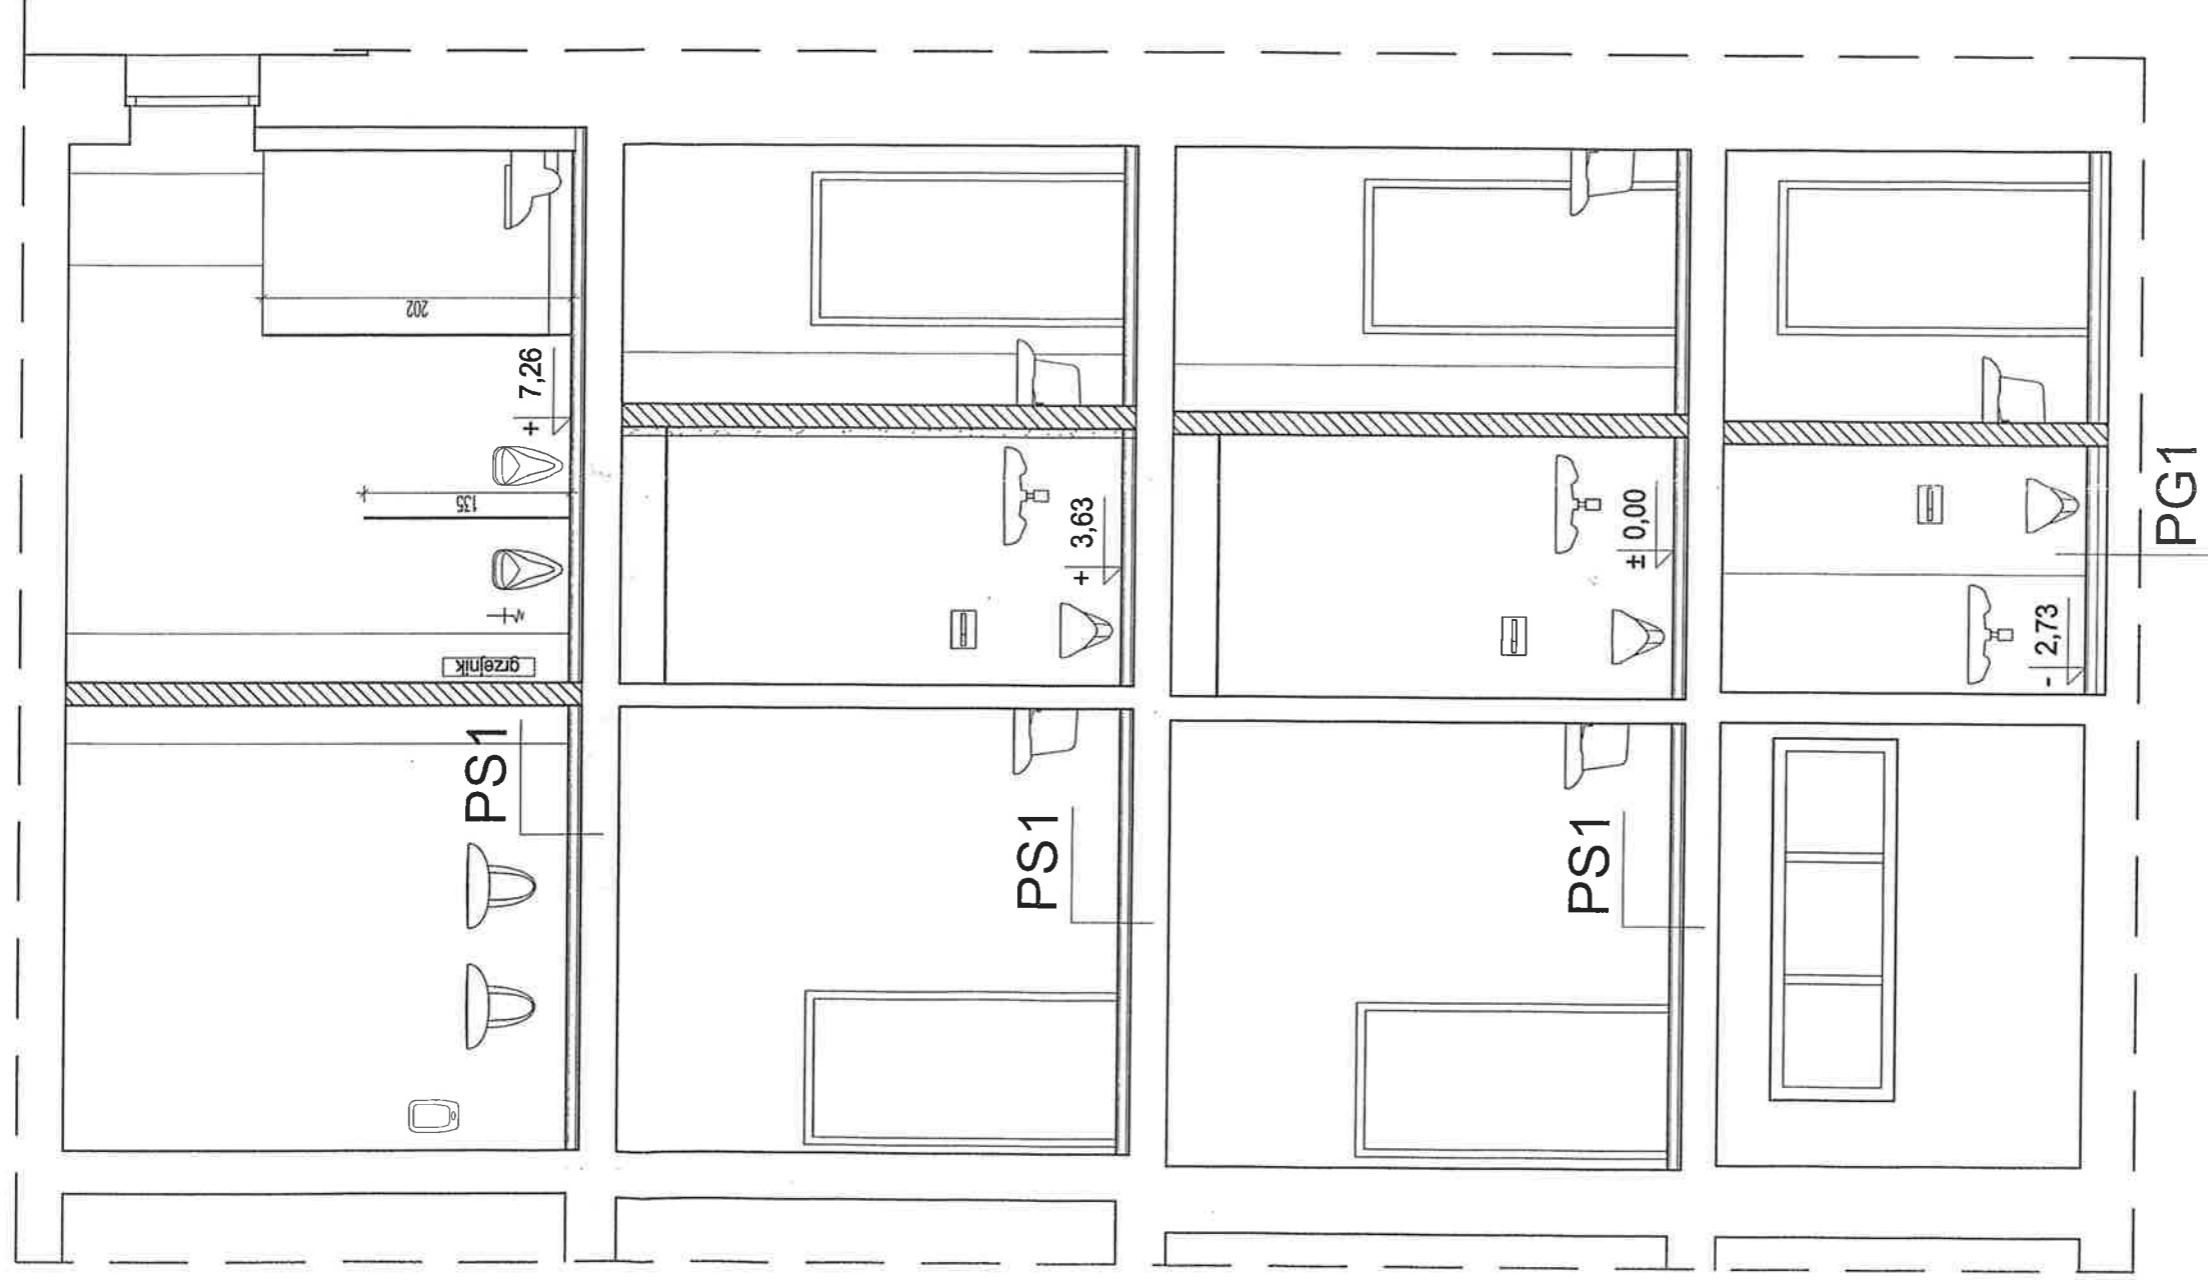 202
+ 7,26
135
grzejnik
PS1
+ 3,63
PS1
± 0,00
PS1
- 2,73
PG1